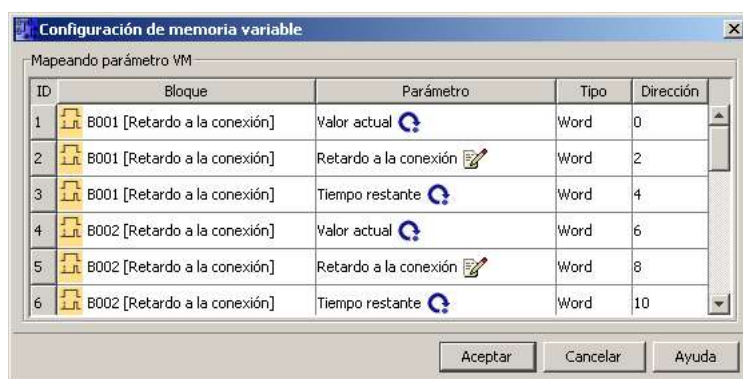 Configuración de memoria variable
Mapeando parámetro VM
ID Bloque Parámetro Tipo Dirección
1 B001 [Retardo a la conexión] Valor actual Word 0
2 B001 [Retardo a la conexión] Retardo a la conexión Word 2
3 B001 [Retardo a la conexión] Tiempo restante Word 4
4 B002 [Retardo a la conexión] Valor actual Word 6
5 B002 [Retardo a la conexión] Retardo a la conexión Word 8
6 B002 [Retardo a la conexión] Tiempo restante Word 10
Aceptar Cancelar Ayuda